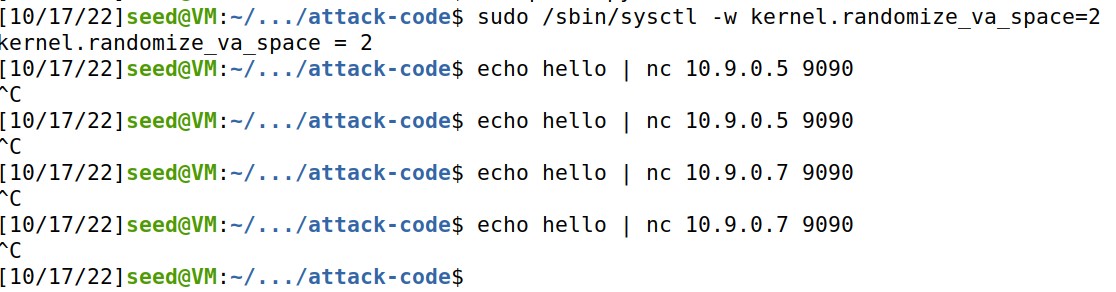 [10/17/22]seed@VM:~/.../attack-code$ sudo /sbin/sysctl -w kernel.randomize_va_space=2
kernel.randomize_va_space = 2
[10/17/22]seed@VM:~/.../attack-code$ echo hello | nc 10.9.0.5 9090
^C
[10/17/22]seed@VM:~/.../attack-code$ echo hello | nc 10.9.0.5 9090
^C
[10/17/22]seed@VM:~/.../attack-code$ echo hello | nc 10.9.0.7 9090
^C
[10/17/22]seed@VM:~/.../attack-code$ echo hello | nc 10.9.0.7 9090
^C
[10/17/22]seed@VM:~/.../attack-code$